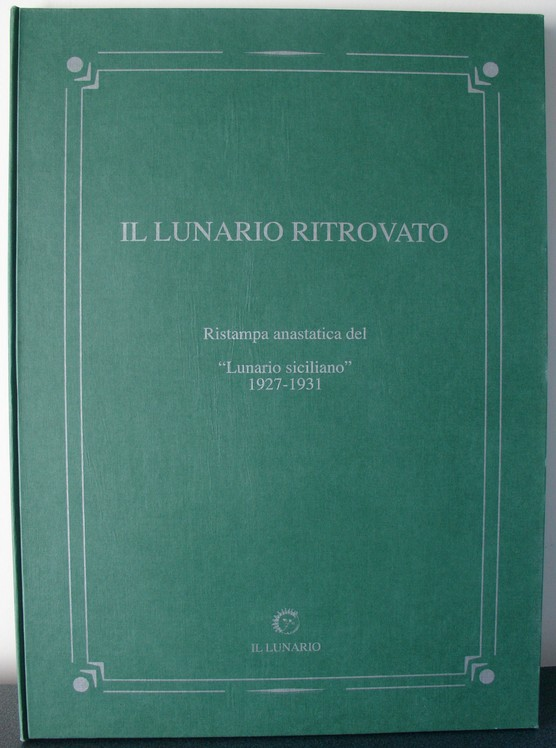 IL LUNARIO RITROVATO
Ristampa anastatica del
“Lunario siciliano”
1927-1931
IL LUNARIO